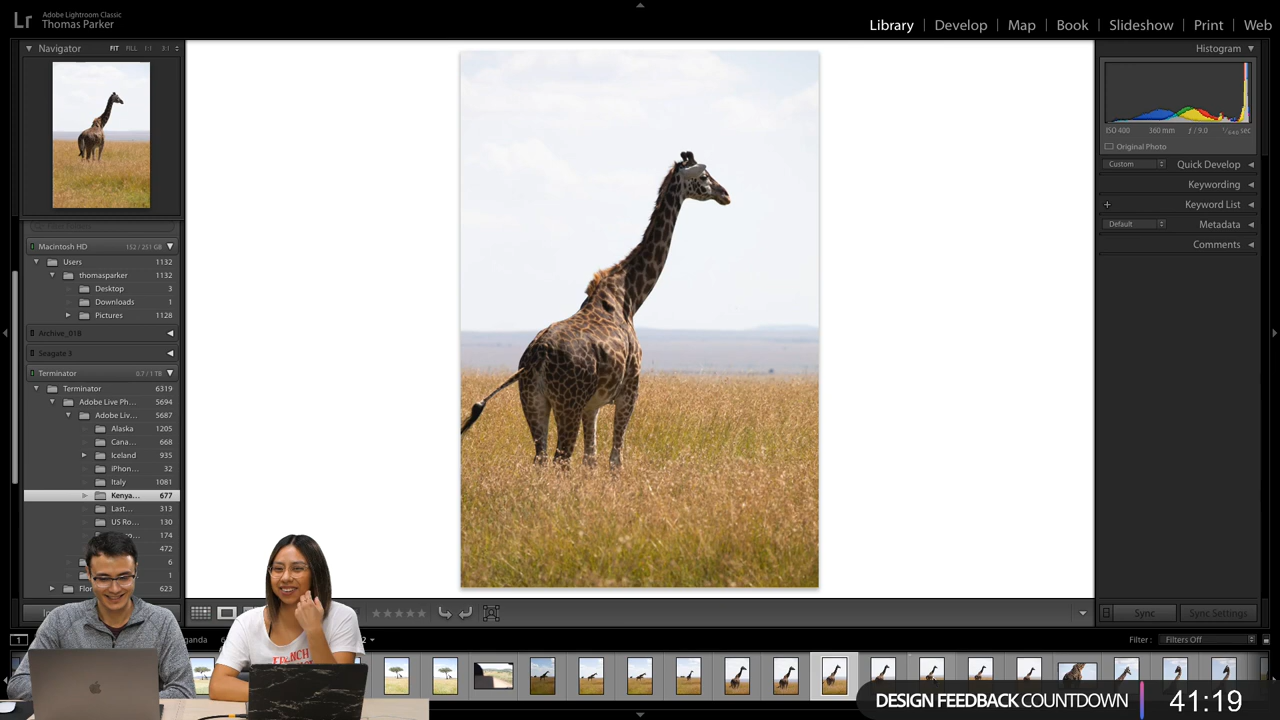 Lr
Adobe Lightroom Classic
Thomas Parker
Library
Develop
Map
Book
Slideshow
Print
Web
Navigator
FIT
FILL
1:1
3:1
Macintosh HD
152 / 251 GB
Users
1132
thomasparker
1132
Desktop
3
Downloads
1
Pictures
1128
Archive_01B
Seagate 3
Terminator
0.7 / 1 TB
Terminator
6319
Adobe Live Ph...
5694
Adobe Liv...
5687
Alaska
1205
Cana...
668
Iceland
935
iPhon...
32
Italy
1081
Kenya...
677
Last...
313
US Ro...
130
174
472
6
1
Flor
623
Histogram
ISO 400
360 mm
f / 9.0
1/640 sec
Original Photo
Custom
Quick Develop
Keywording
Keyword List
Default
Metadata
Comments
Sync
Sync Settings
1
Filter :
Filters Off
DESIGN FEEDBACK COUNTDOWN
41:19